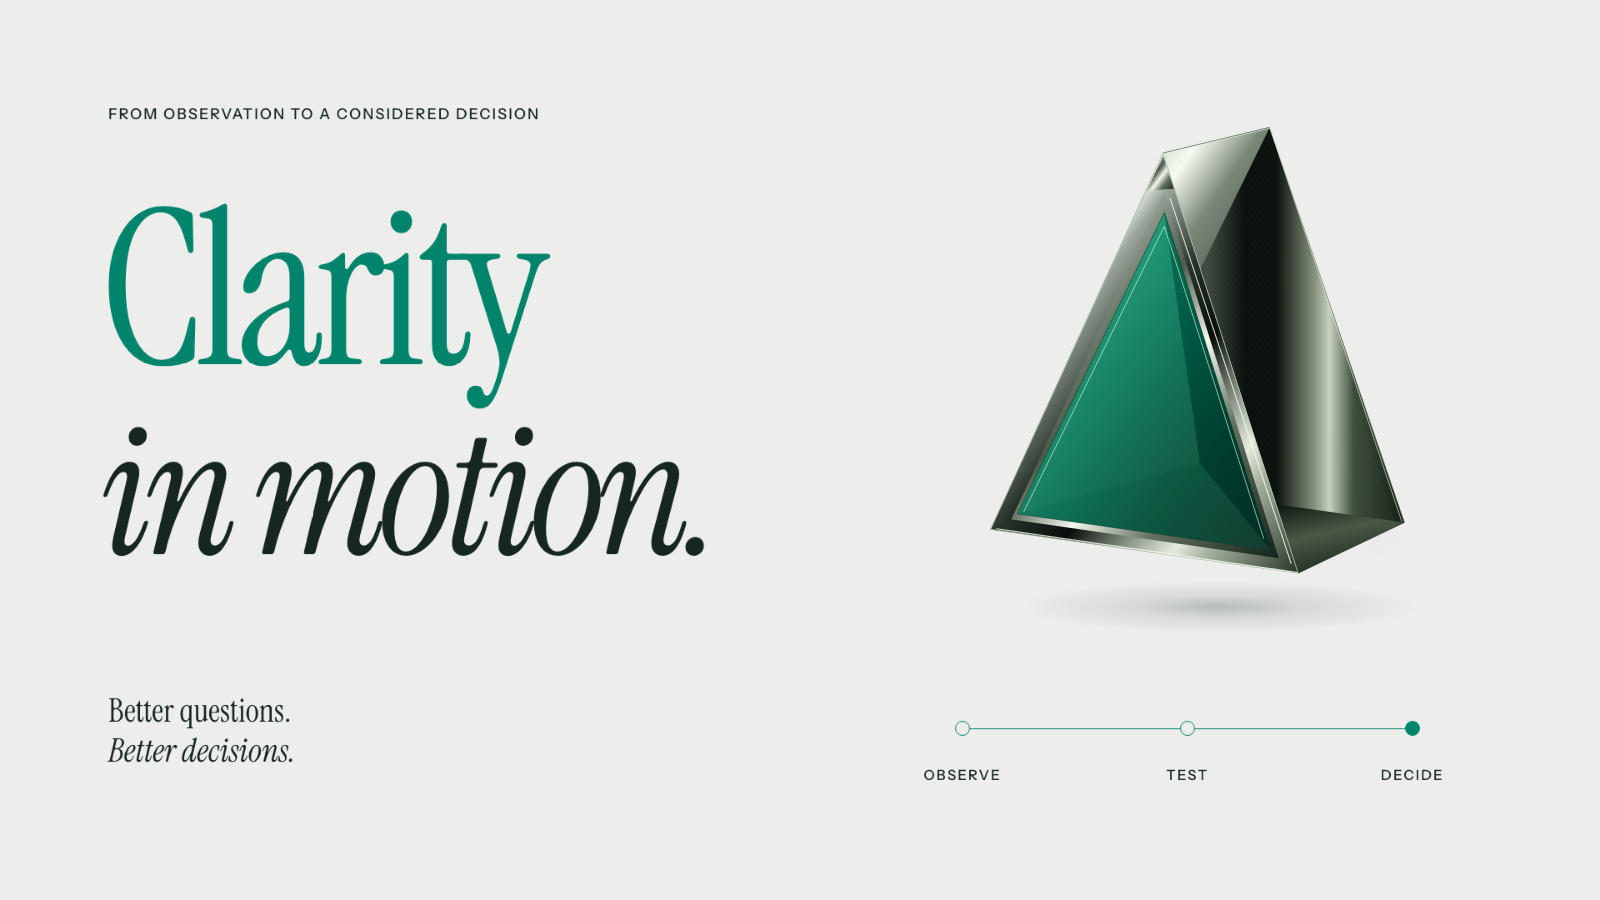 FROM OBSERVATION TO A CONSIDERED DECISION
Clarity
in motion.
Better questions.
Better decisions.
OBSERVE
TEST
DECIDE